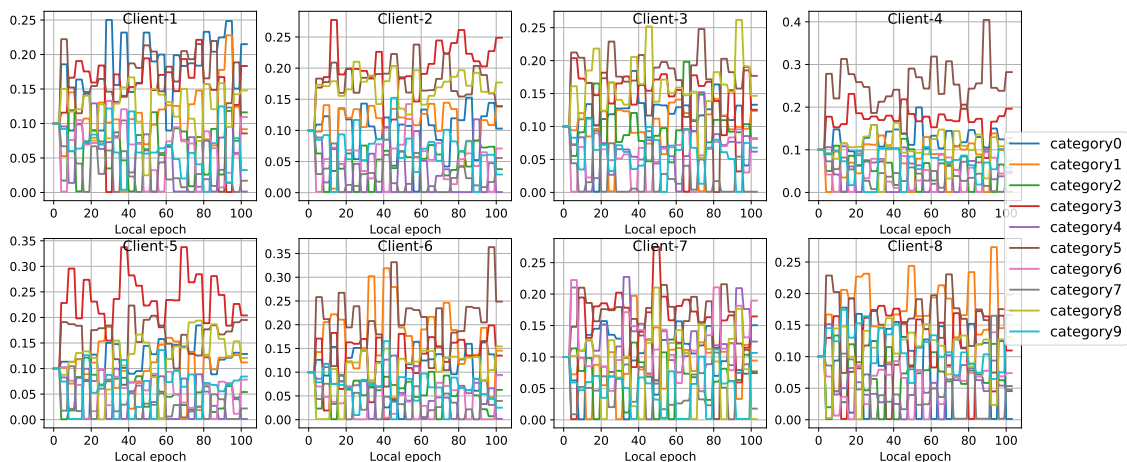 Client-1
0.25
0.20
0.15
0.10
0.05
0.00
0 20 40 60 80 100
Local epoch
Client-2
0.25
0.20
0.15
0.10
0.05
0.00
0 20 40 60 80 100
Local epoch
Client-3
0.25
0.20
0.15
0.10
0.05
0.00
0 20 40 60 80 100
Local epoch
Client-4
0.4
0.3
0.2
0.1
0.0
0 20 40 60 80 100
Local epoch
Client-5
0.35
0.30
0.25
0.20
0.15
0.10
0.05
0.00
0 20 40 60 80 100
Local epoch
Client-6
0.35
0.30
0.25
0.20
0.15
0.10
0.05
0.00
0 20 40 60 80 100
Local epoch
Client-7
0.25
0.20
0.15
0.10
0.05
0.00
0 20 40 60 80 100
Local epoch
Client-8
0.25
0.20
0.15
0.10
0.05
0.00
0 20 40 60 80 100
Local epoch
category0
category1
category2
category3
category4
category5
category6
category7
category8
category9